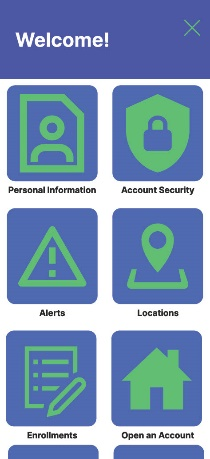 Welcome!
Personal Information
Account Security
Alerts
Locations
Enrollments
Open an Account